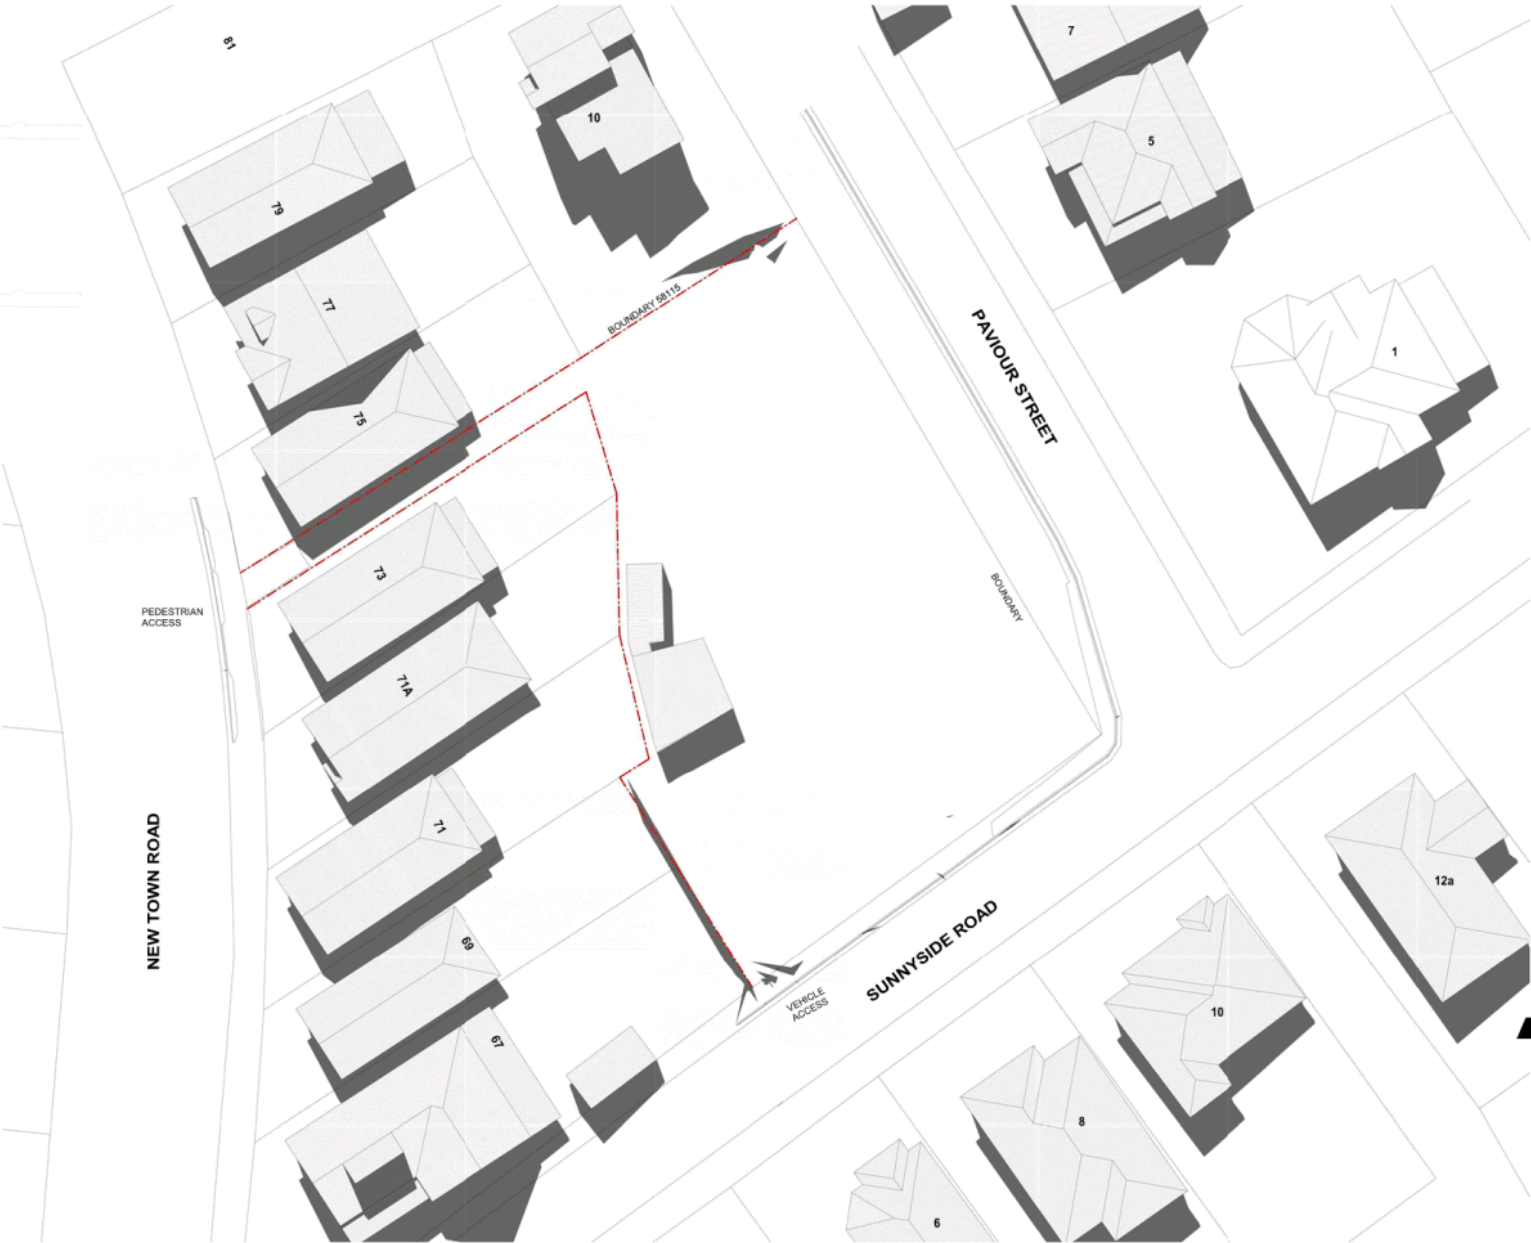 81
10
7
5
79
77
BOUNDARY 58115
PAVIOUR STREET
1
75
73
BOUNDARY
PEDESTRIAN
ACCESS
71A
71
NEW TOWN ROAD
12a
69
SUNNYSIDE ROAD
VEHICLE
ACCESS
10
67
8
6